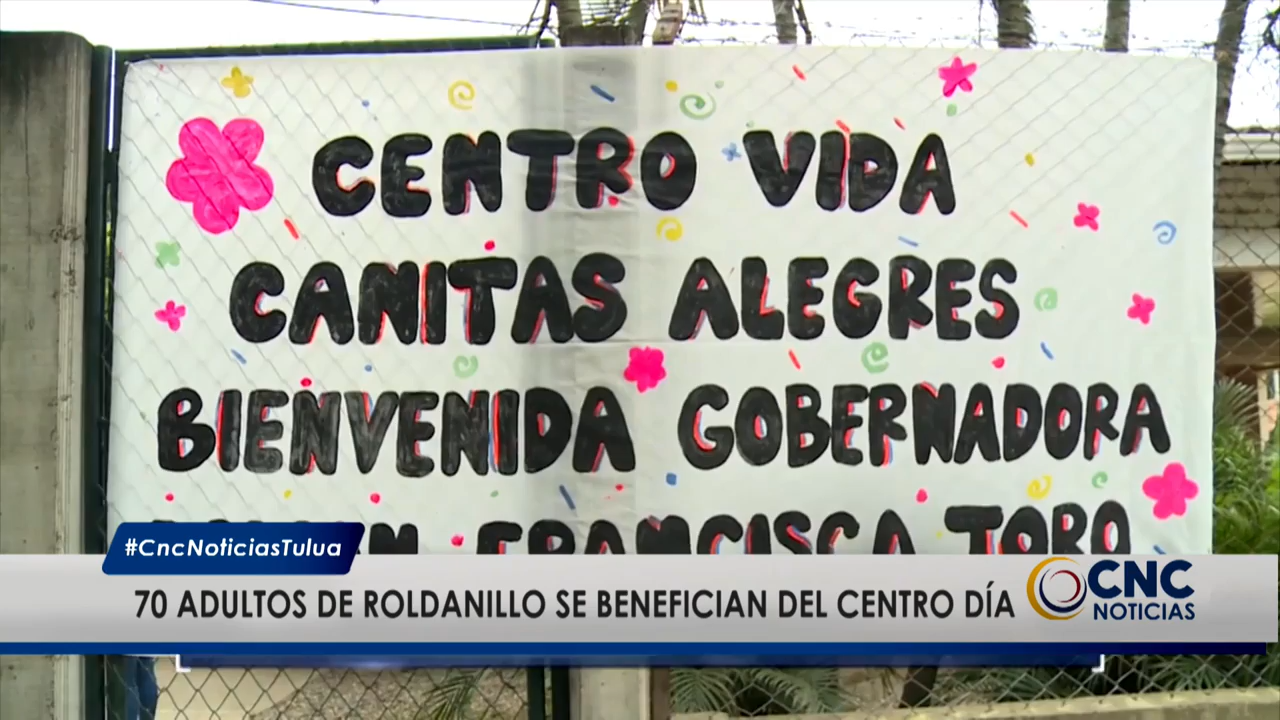 CENTRO VIDA
CANITAS ALEGRES
BIENVENIDA GOBERNADORA
FRANCISCA TORO
#CncNoticiasTulua
70 ADULTOS DE ROLDANILLO SE BENEFICIAN DEL CENTRO DÍA
CNC
NOTICIAS